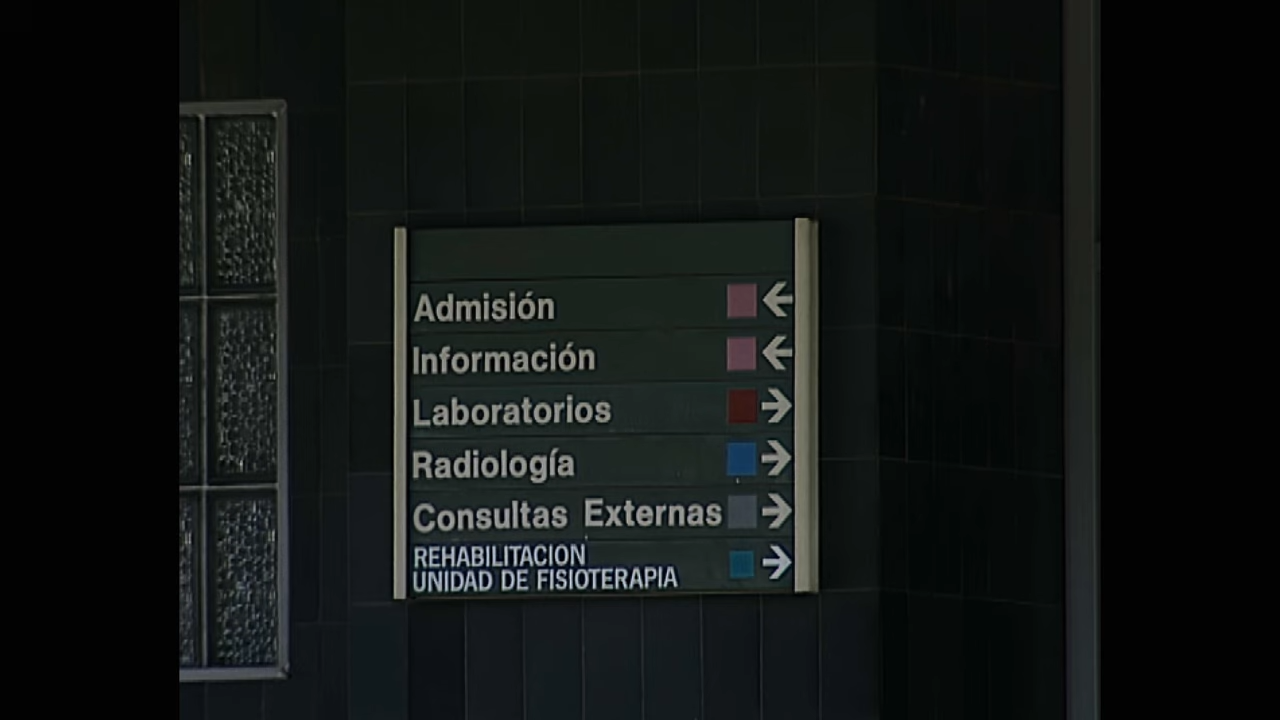 Admisión
Información
Laboratorios
Radiología
Consultas Externas
REHABILITACION
UNIDAD DE FISIOTERAPIA